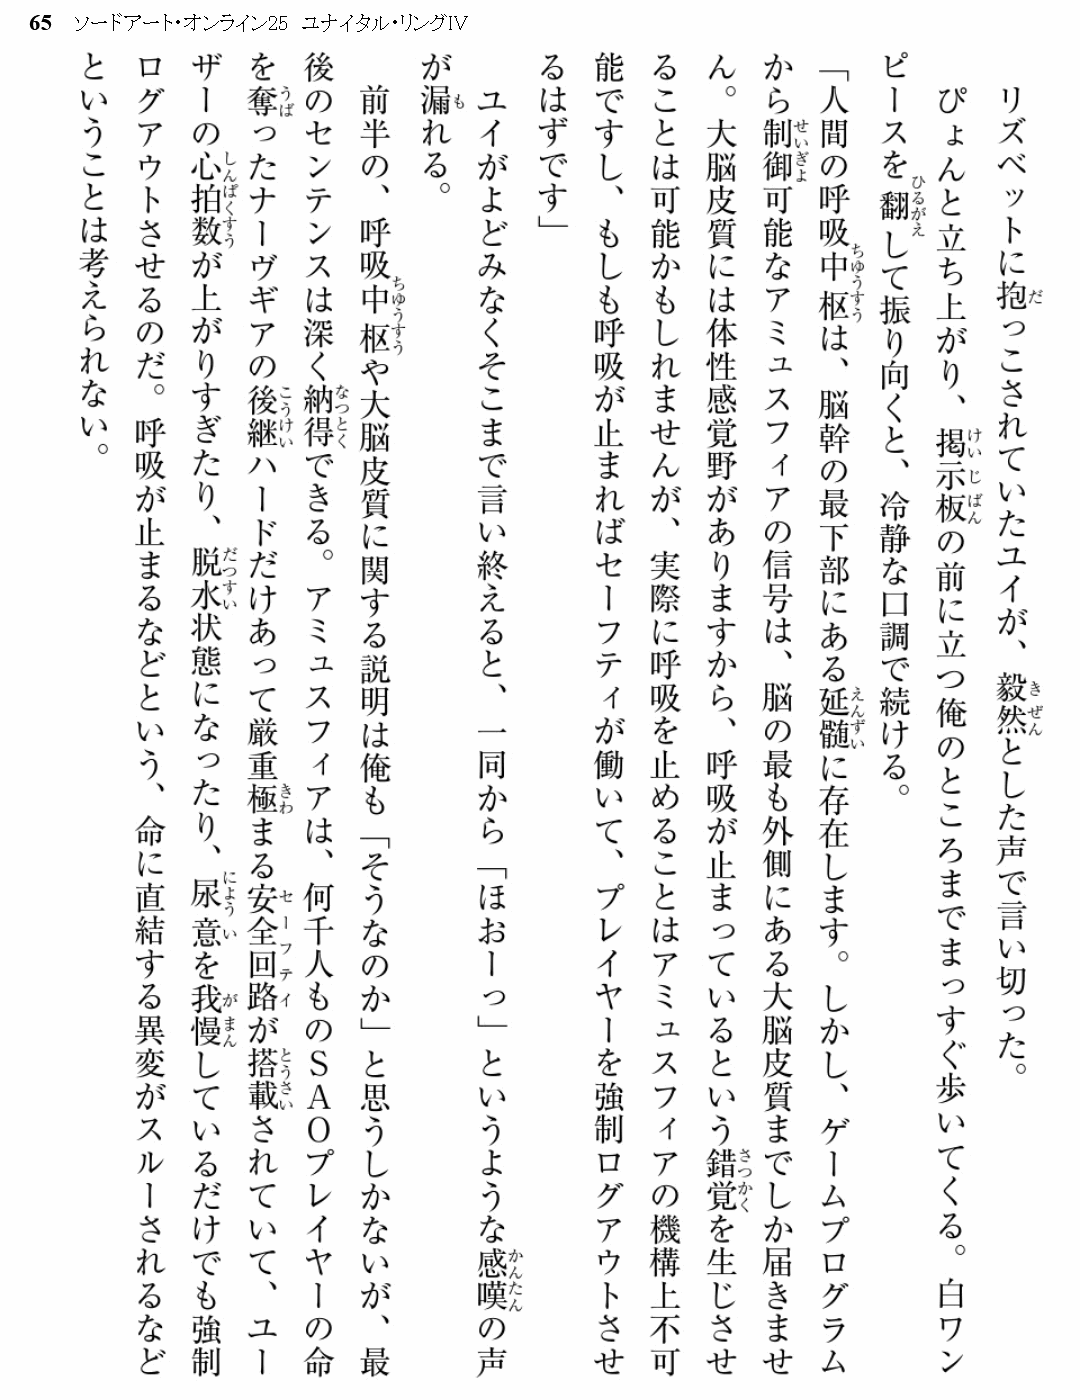 65 ソードアート・オンライン25 ユナイタル・リングIV
リズベットに抱っこされていたユイが、毅然とした声で言い切った。
ぴょんと立ち上がり、掲示板の前に立つ俺のところまでまっすぐ歩いてくる。白ワン
ピースを翻して振り向くと、冷静な口調で続ける。
「人間の呼吸中枢は、脳幹の最下部にある延髄に存在します。しかし、ゲームプログラム
から制御可能なアミュスフィアの信号は、脳の最も外側にある大脳皮質までしか届きませ
ん。大脳皮質には体性感覚野がありますから、呼吸が止まっているという錯覚を生じさせ
ることは可能かもしれませんが、実際に呼吸を止めることはアミュスフィアの機構上不可
能ですし、もしも呼吸が止まればセーフティが働いて、プレイヤーを強制ログアウトさせ
るはずです」
ユイがよどみなくそこまで言い終えると、一同から「ほおーっ」というような感嘆の声
が漏れる。
前半の、呼吸中枢や大脳皮質に関する説明は俺も「そうなのか」と思うしかないが、最
後のセンテンスは深く納得できる。アミュスフィアは、何千人ものSAOプレイヤーの命
を奪ったナーヴギアの後継ハードだけあって厳重極まる安全回路が搭載されていて、ユー
ザーの心拍数が上がりすぎたり、脱水状態になったり、尿意を我慢しているだけでも強制
ログアウトさせるのだ。呼吸が止まるなどという、命に直結する異変がスルーされるなど
ということは考えられない。